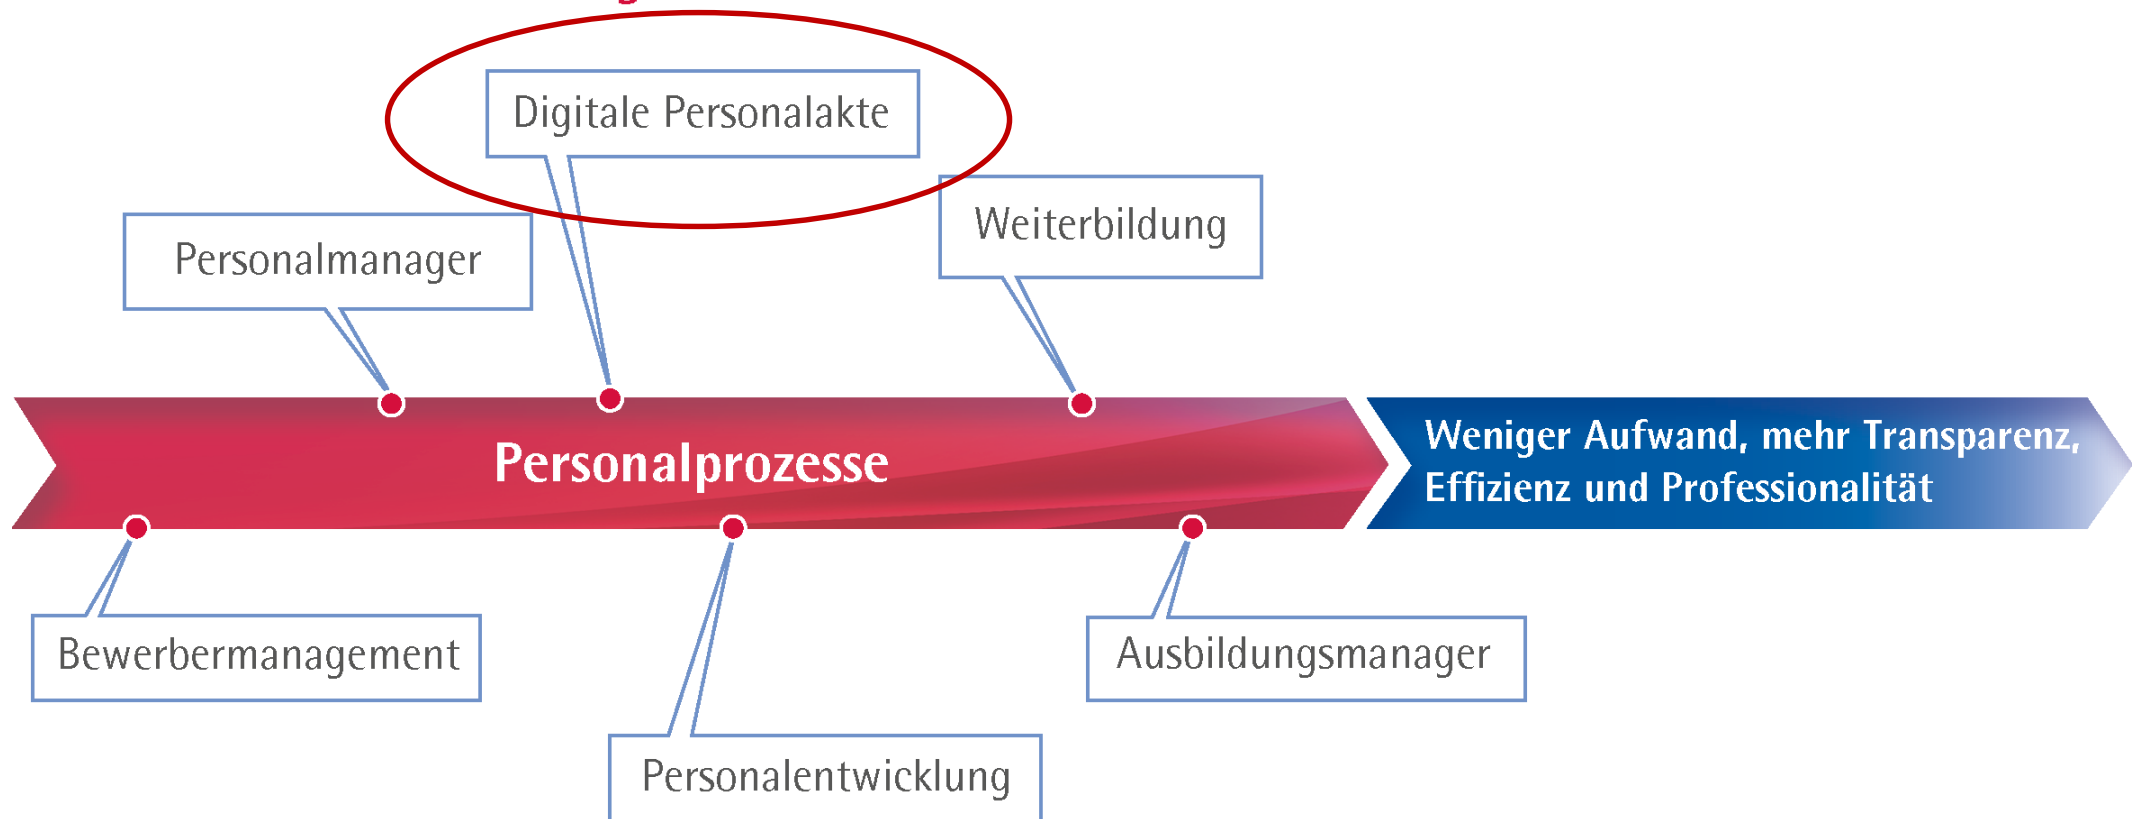 Digitale Personalakte
Weiterbildung
Personalmanager
Personalprozesse
Weniger Aufwand, mehr Transparenz,
Effizienz und Professionalität
Bewerbermanagement
Ausbildungsmanager
Personalentwicklung